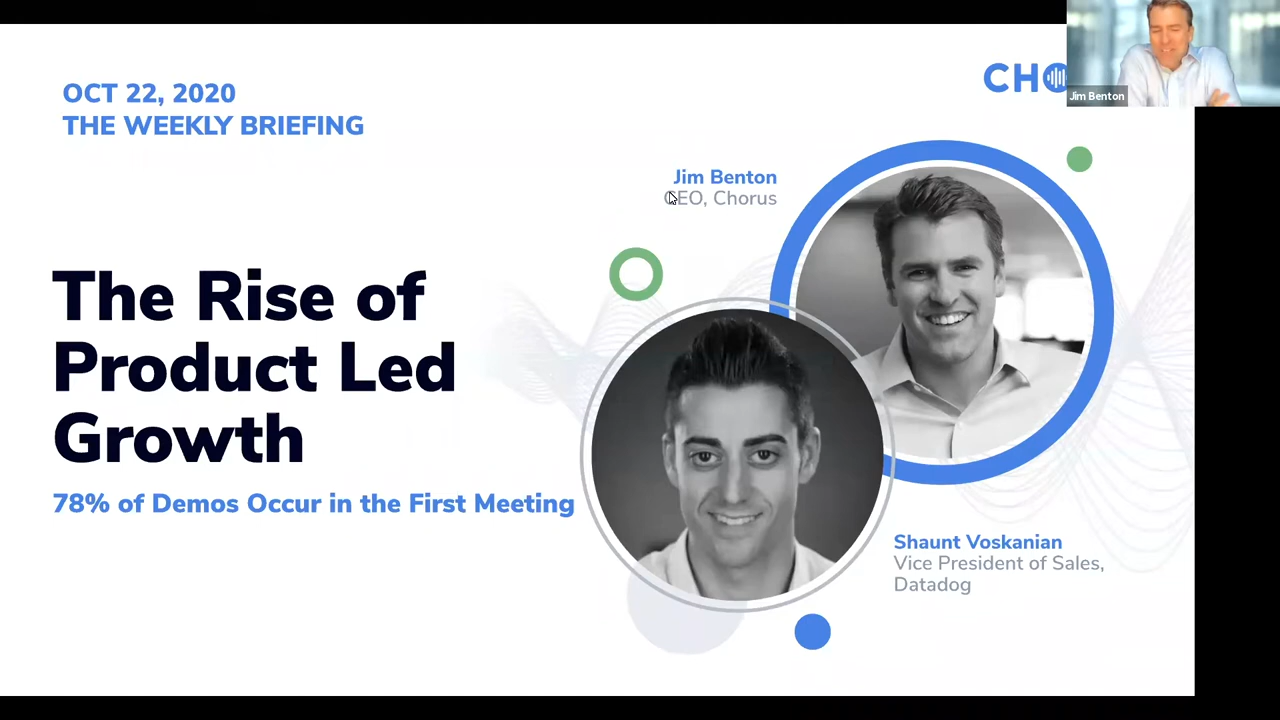 OCT 22, 2020
THE WEEKLY BRIEFING
CHO
Jim Benton
Jim Benton
CEO, Chorus
The Rise of
Product Led
Growth
78% of Demos Occur in the First Meeting
Shaunt Voskanian
Vice President of Sales,
Datadog